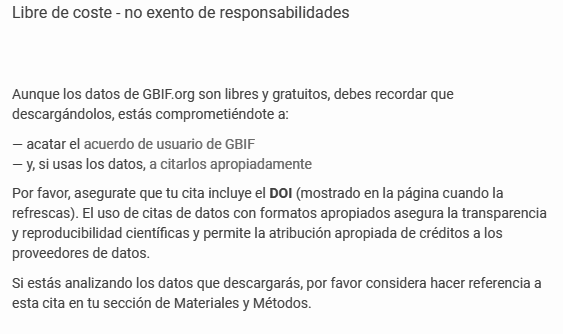 Libre de coste - no exento de responsabilidades
Aunque los datos de GBIF.org son libres y gratuitos, debes recordar que
descargándolos, estás comprometiéndote a:
— acatar el acuerdo de usuario de GBIF
— y, si usas los datos, a citarlos apropiadamente
Por favor, asegurate que tu cita incluye el DOI (mostrado en la página cuando la
refrescas). El uso de citas de datos con formatos apropiados asegura la transparencia
y reproducibilidad científicas y permite la atribución apropiada de créditos a los
proveedores de datos.
Si estás analizando los datos que descargarás, por favor considera hacer referencia a
esta cita en tu sección de Materiales y Métodos.